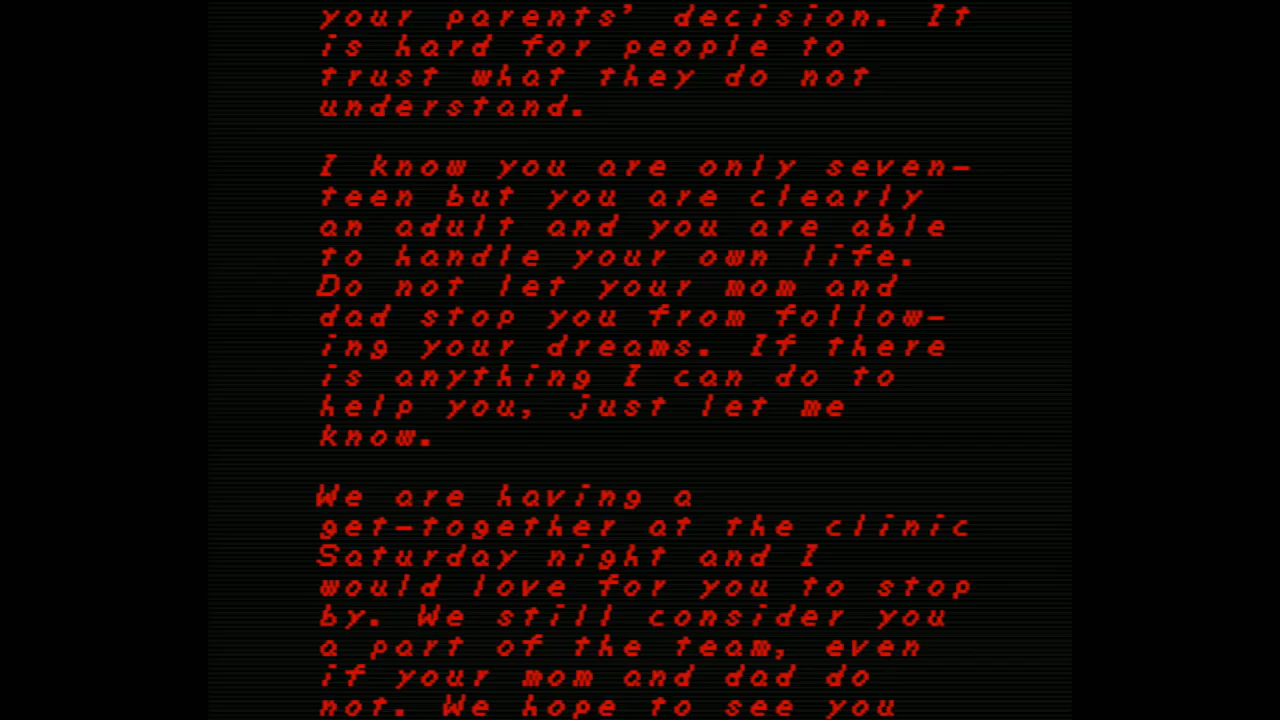 your parents' decision. It
is hard for people to
trust what they do not
understand.
I know you are only seven-
teen but you are clearly
an adult and you are able
to handle your own life.
Do not let your mom and
dad stop you from follow-
ing your dreams. If there
is anything I can do to
help you, just let me
know.
We are having a
get-together at the clinic
Saturday night and I
would love for you to stop
by. We still consider you
a part of the team, even
if your mom and dad do
not. We hope to see you